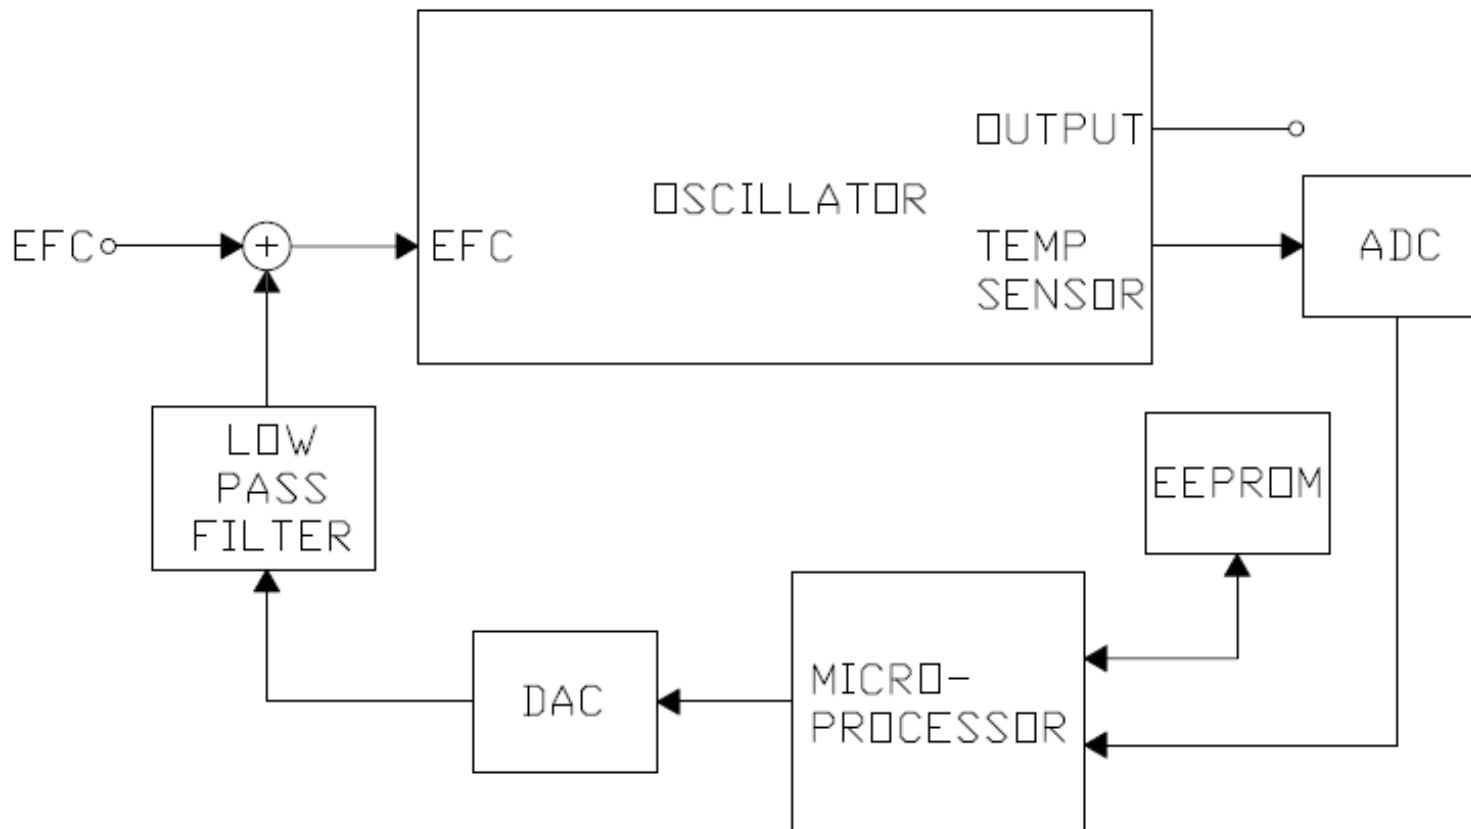 OUTPUT
OSCILLATOR
EFC
EFC
TEMP
SENSOR
ADC
LOW
PASS
FILTER
EEPROM
DAC
MICRO-
PROCESSOR